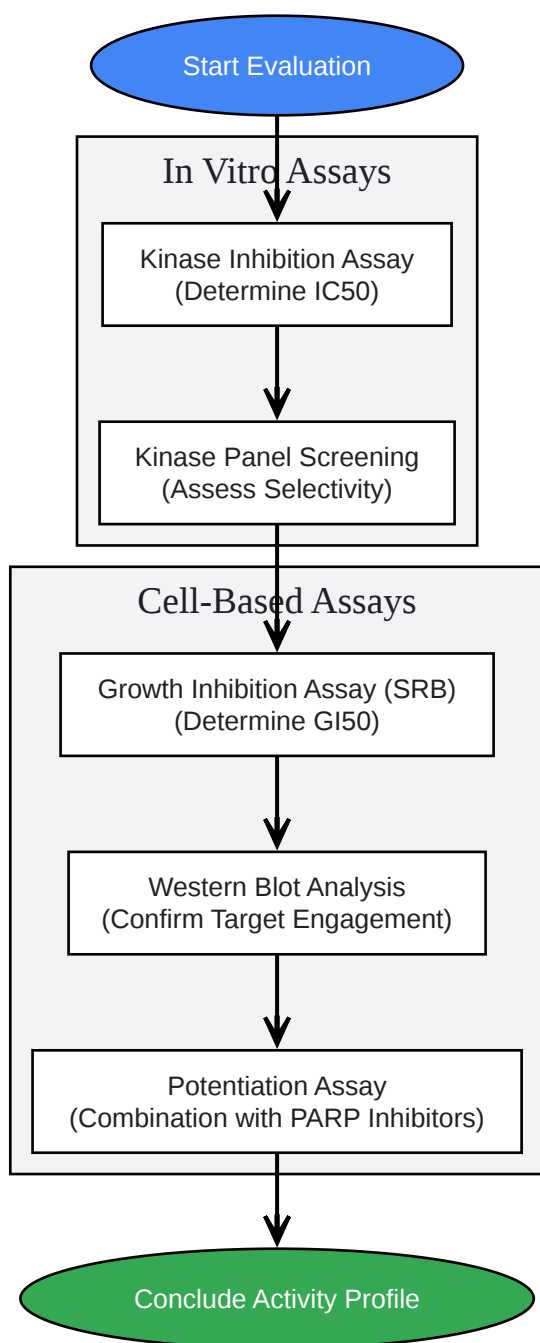 Start Evaluation
In Vitro Assays
Kinase Inhibition Assay
(Determine IC50)
Kinase Panel Screening
(Assess Selectivity)
Cell-Based Assays
Growth Inhibition Assay (SRB)
(Determine GI50)
Western Blot Analysis
(Confirm Target Engagement)
Potentiation Assay
(Combination with PARP Inhibitors)
Conclude Activity Profile